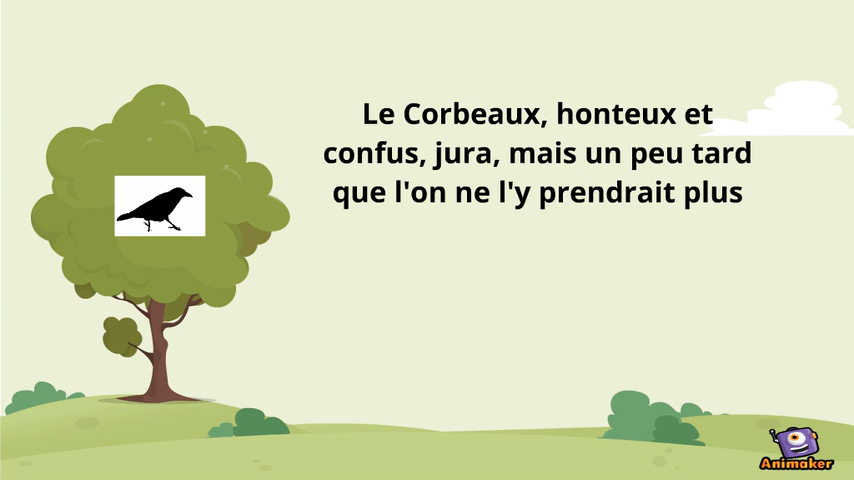 Le Corbeaux, honteux et
confus, jura, mais un peu tard
que l'on ne l'y prendrait plus
Animaker